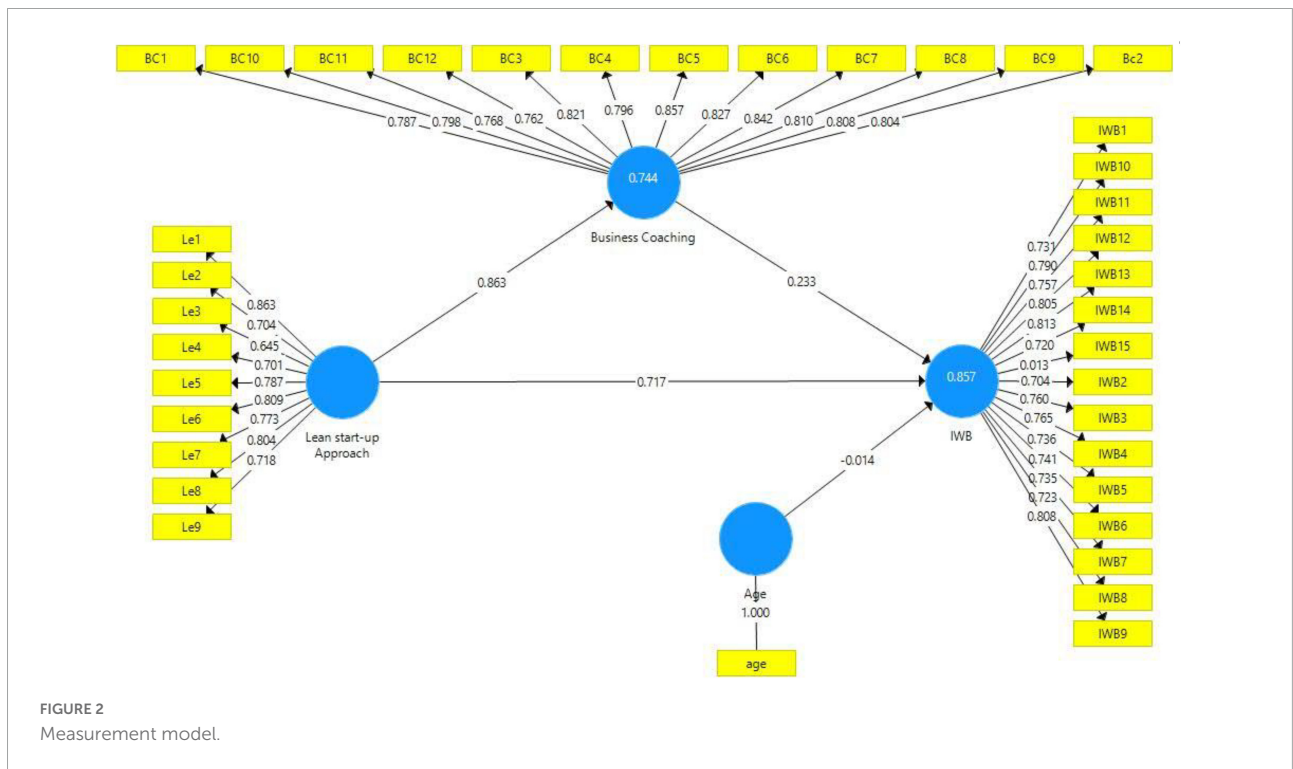 BC1 BC10 BC11 BC12 BC3 BC4 BC5 BC6 BC7 BC8 BC9 Bc2
0.787 0.798 0.768 0.762 0.821 0.796 0.857 0.827 0.842 0.810 0.808 0.804
0.744
Business Coaching
Le1
Le2
Le3
Le4
Le5
Le6
Le7
Le8
Le9
0.863
0.704
0.645
0.701
0.787
0.809
0.773
0.804
0.718
Lean start-up
Approach
0.863
0.233
0.717
-0.014
0.857
IWB
0.731
0.790
0.757
0.805
0.813
0.720
0.013
0.704
0.760
0.765
0.736
0.741
0.735
0.723
0.808
IWB1
IWB10
IWB11
IWB12
IWB13
IWB14
IWB15
IWB2
IWB3
IWB4
IWB5
IWB6
IWB7
IWB8
IWB9
Age
1.000
age
FIGURE 2
Measurement model.